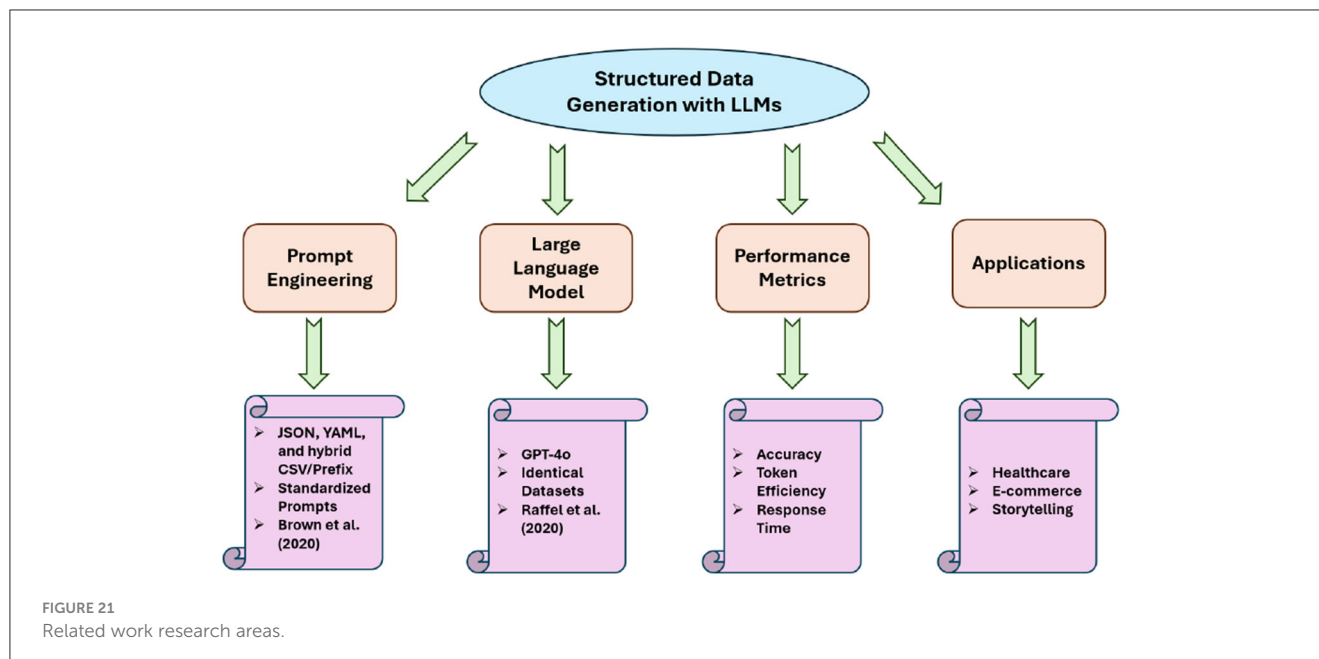 Structured Data
Generation with LLMs
Prompt
Engineering
Large
Language
Model
Performance
Metrics
Applications
➢ JSON, YAML,
and hybrid
CSV/Prefix
➢ Standardized
Prompts
➢ Brown et al.
(2020)
➢ GPT-4o
➢ Identical
Datasets
➢ Raffel et al.
(2020)
➢ Accuracy
➢ Token
Efficiency
➢ Response
Time
➢ Healthcare
➢ E-commerce
➢ Storytelling
FIGURE 21
Related work research areas.